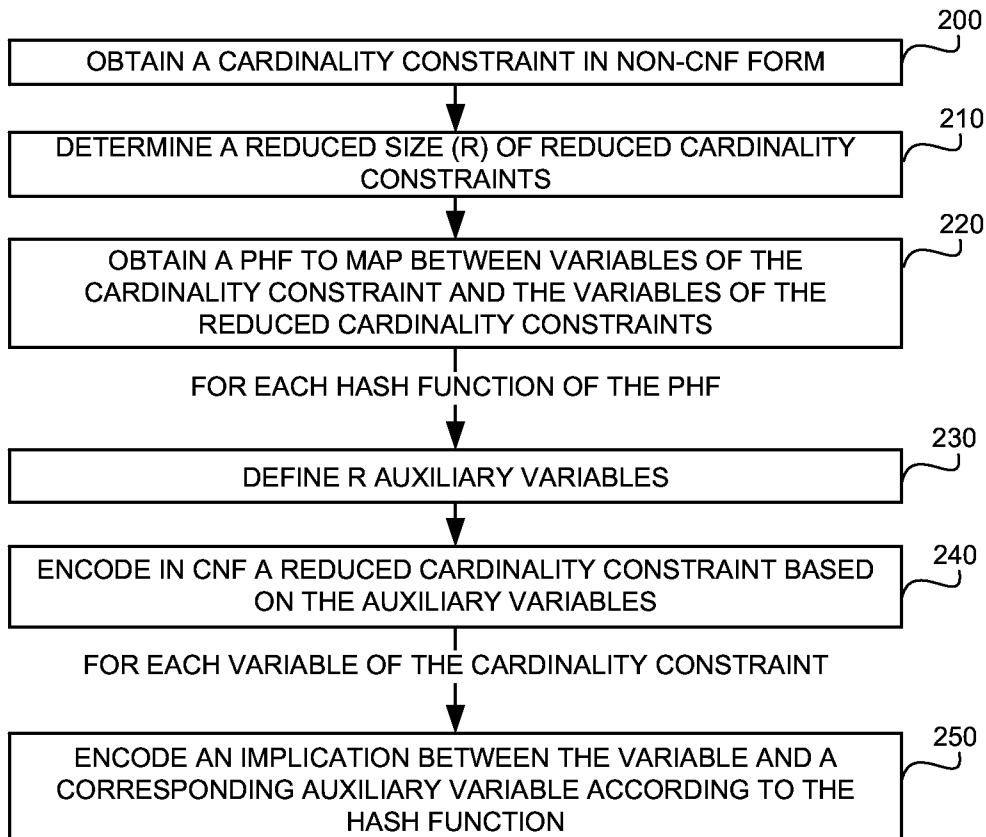 200
OBTAIN A CARDINALITY CONSTRAINT IN NON-CNF FORM
210
DETERMINE A REDUCED SIZE (R) OF REDUCED CARDINALITY
CONSTRAINTS
220
OBTAIN A PHF TO MAP BETWEEN VARIABLES OF THE
CARDINALITY CONSTRAINT AND THE VARIABLES OF THE
REDUCED CARDINALITY CONSTRAINTS
FOR EACH HASH FUNCTION OF THE PHF
230
DEFINE R AUXILIARY VARIABLES
240
ENCODE IN CNF A REDUCED CARDINALITY CONSTRAINT BASED
ON THE AUXILIARY VARIABLES
FOR EACH VARIABLE OF THE CARDINALITY CONSTRAINT
250
ENCODE AN IMPLICATION BETWEEN THE VARIABLE AND A
CORRESPONDING AUXILIARY VARIABLE ACCORDING TO THE
HASH FUNCTION